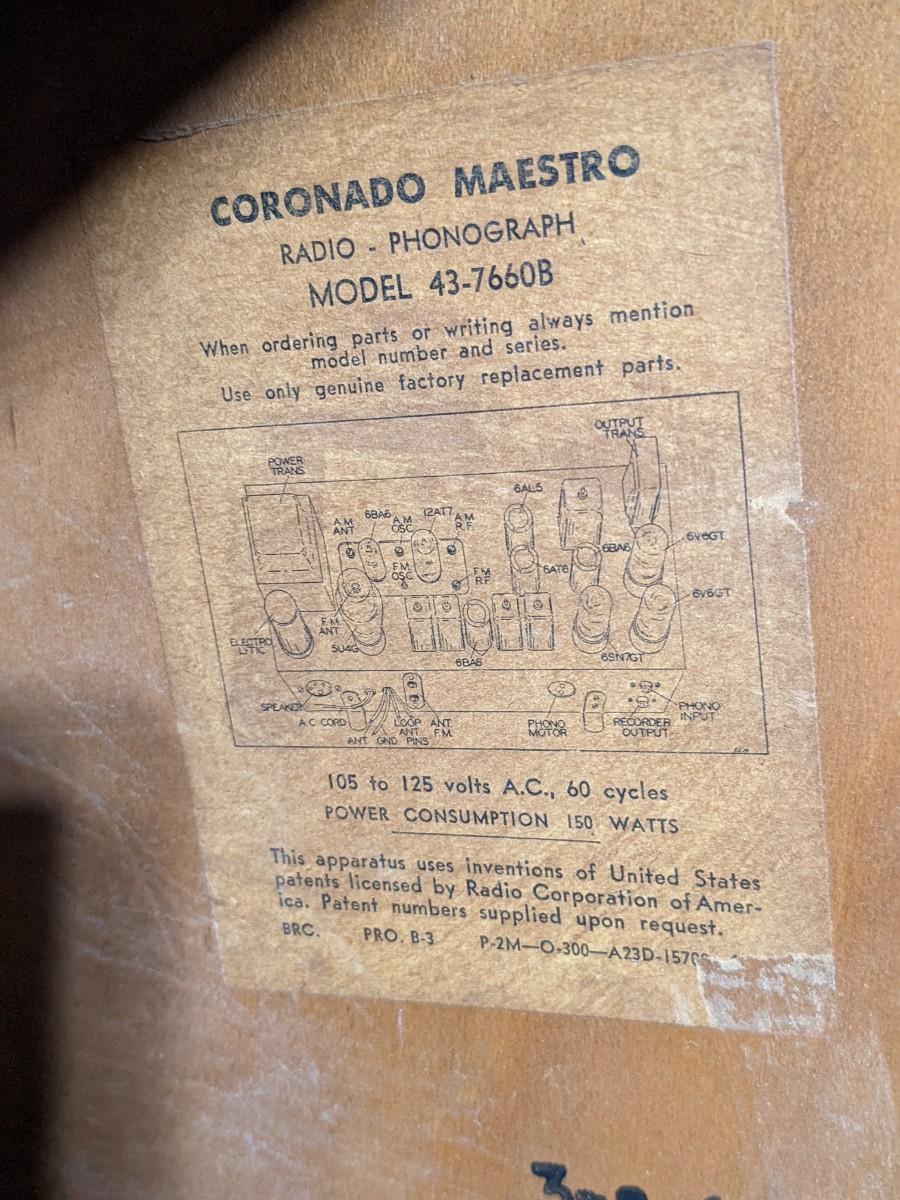 CORONADO MAESTRO
RADIO - PHONOGRAPH
MODEL 43-7660B
When ordering parts or writing always mention
model number and series.
Use only genuine factory replacement parts.
OUTPUT
TRANS.
POWER
TRANS.
6AL5
A.M.
ANT
6BA6
A.M.
OSC
12AT7
A.M.
R.F.
6V6GT
6BA6
6AT6
F.M.
OSC
F.M.
R.F.
6V6GT
F.M.
ANT
ELECTRO
LYTIC
5U4G
6BA6
6SN7GT
SPEAKER
A C CORD
ANT GND
LOOP
ANT
PINS
ANT.
F.M.
PHONO
MOTOR
RECORDER
OUTPUT
PHONO
INPUT
105 to 125 volts A.C., 60 cycles
POWER CONSUMPTION 150 WATTS
This apparatus uses inventions of United States
patents licensed by Radio Corporation of Amer-
ica. Patent numbers supplied upon request.
BRC. PRO. B-3